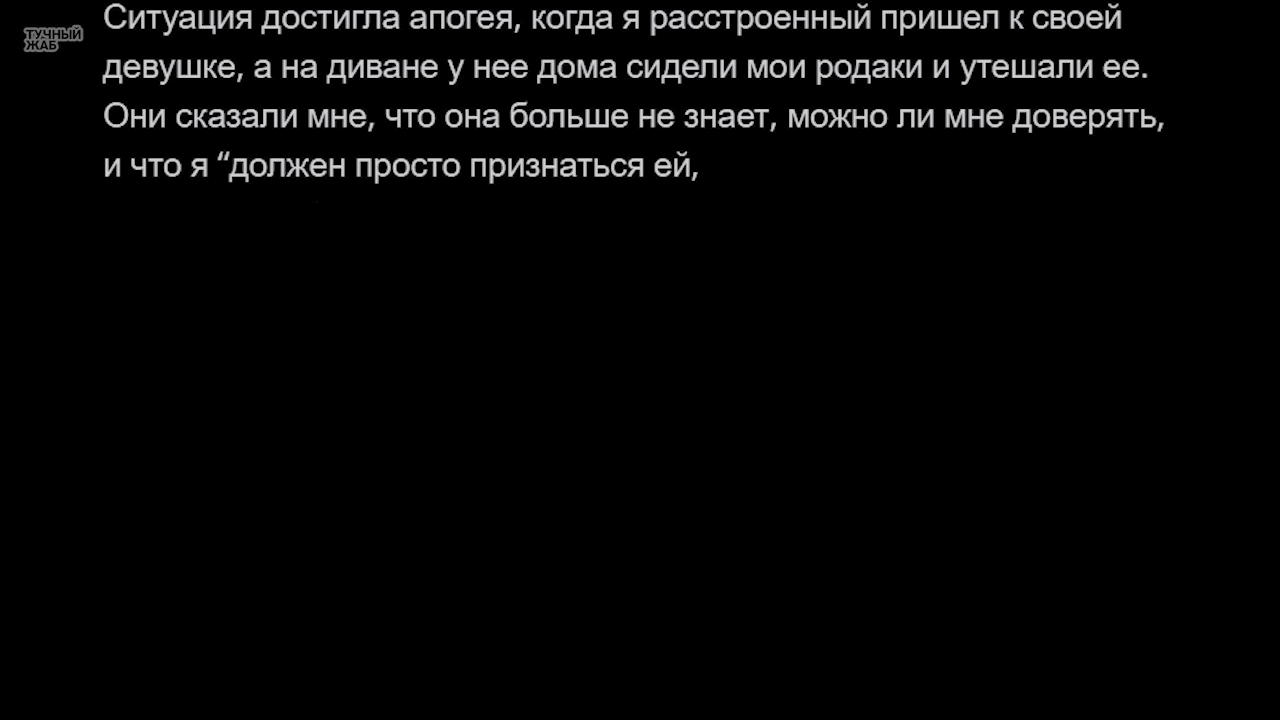 ТУЧНЫЙ
ЖАБ
Ситуация достигла апогея, когда я расстроенный пришел к своей
девушке, а на диване у нее дома сидели мои родаки и утешали ее.
Они сказали мне, что она больше не знает, можно ли мне доверять,
и что я “должен просто признаться ей,